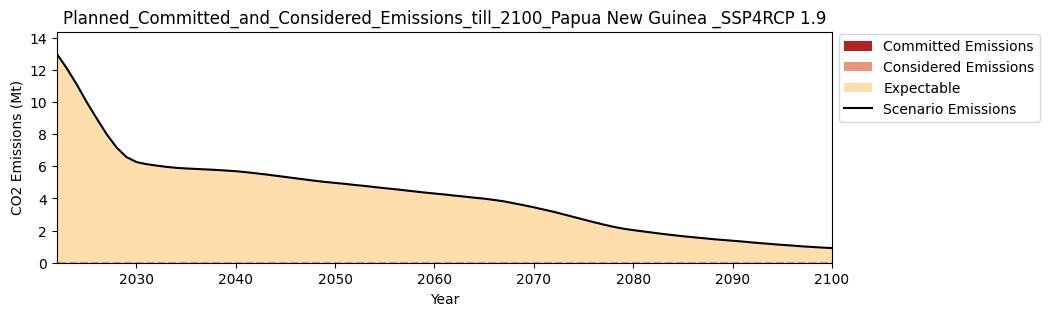 Planned_Committed_and_Considered_Emissions_till_2100_Papua New Guinea _SSP4RCP 1.9
14
12
10
8
6
4
2
0
CO2 Emissions (Mt)
2030 2040 2050 2060 2070 2080 2090 2100
Year
Committed Emissions
Considered Emissions
Expectable
Scenario Emissions